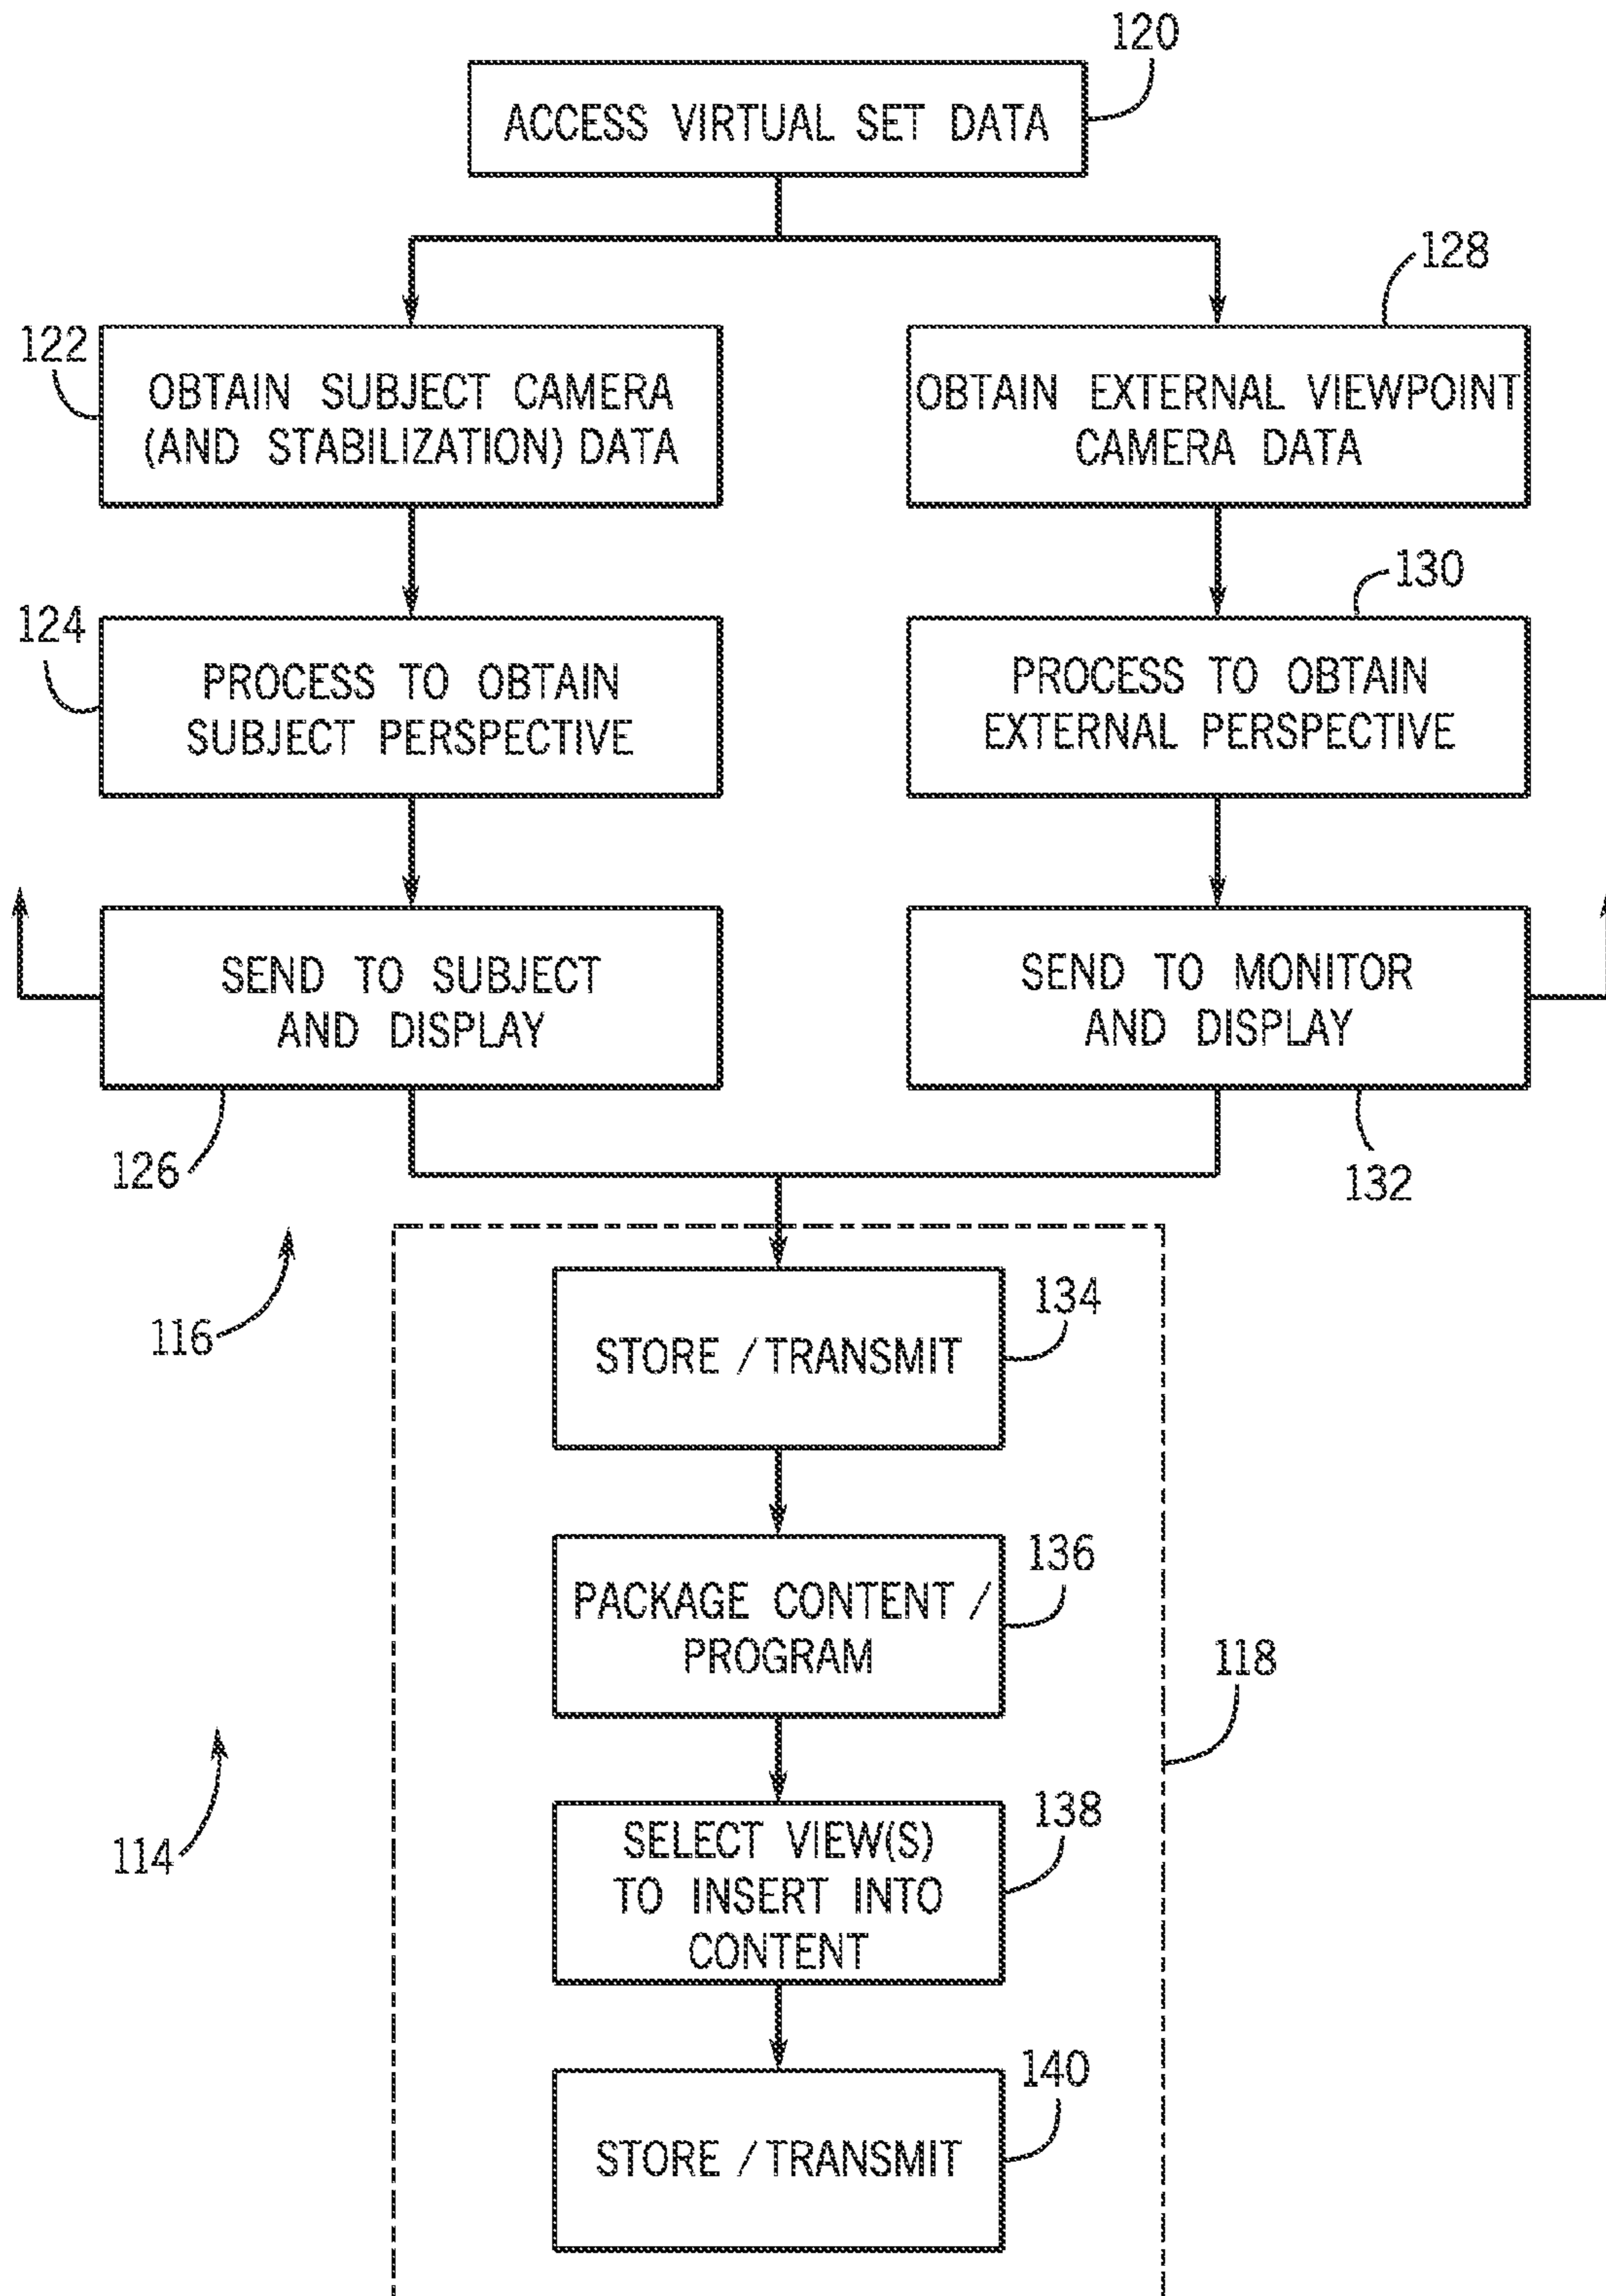 120
ACCESS VIRTUAL SET DATA
128
122
OBTAIN SUBJECT CAMERA
(AND STABILIZATION) DATA
OBTAIN EXTERNAL VIEWPOINT
CAMERA DATA
130
124
PROCESS TO OBTAIN
SUBJECT PERSPECTIVE
PROCESS TO OBTAIN
EXTERNAL PERSPECTIVE
SEND TO SUBJECT
AND DISPLAY
SEND TO MONITOR
AND DISPLAY
126
132
116
134
STORE / TRANSMIT
136
PACKAGE CONTENT /
PROGRAM
118
138
SELECT VIEW(S)
TO INSERT INTO
CONTENT
114
140
STORE / TRANSMIT